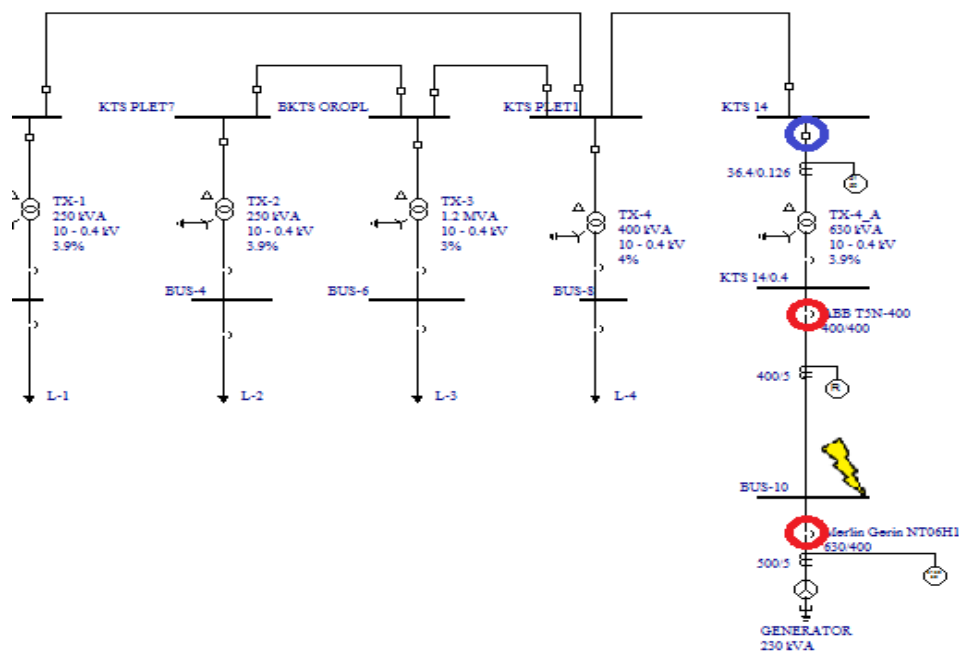 KTS PLET7
BKTS OROPL
KTS PLET1
KTS 14
36.4/0.126
TX-1
250 kVA
10 - 0.4 kV
3.9%
TX-2
250 kVA
10 - 0.4 kV
3.9%
TX-3
1.2 MVA
10 - 0.4 kV
3%
TX-4
400 kVA
10 - 0.4 kV
4%
TX-4_A
630 kVA
10 - 0.4 kV
3.9%
BUS-4
BUS-6
BUS-8
KTS 14/0.4
ABB T5N-400
400/400
400/5
R
L-1
L-2
L-3
L-4
BUS-10
Merlin Gerin NT06H1
630/400
500/5
GENERATOR
230 kVA